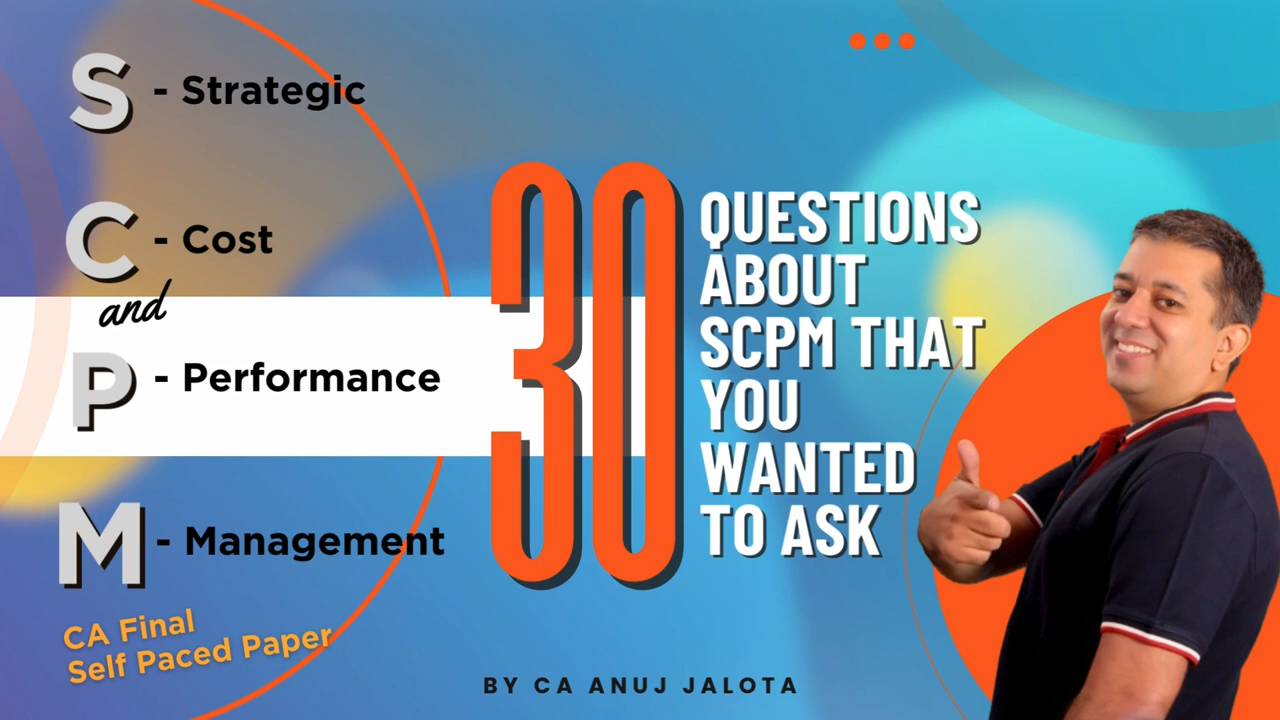 S - Strategic
C - Cost
and
P - Performance
M - Management
CA Final
Self Paced Paper
30
QUESTIONS
ABOUT
SCPM THAT
YOU
WANTED
TO ASK
BY CA ANUJ JALOTA